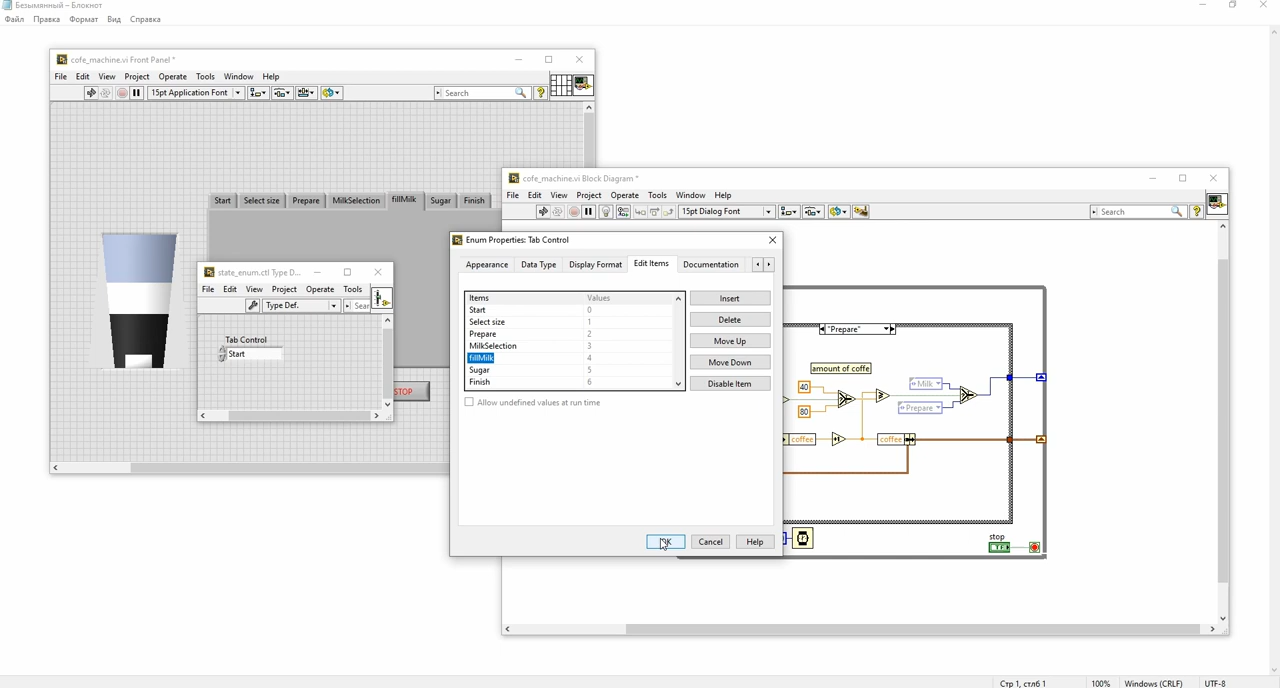 Безымянный – Блокнот
Файл Правка Формат Вид Справка
cofe_machine.vi Front Panel *
File Edit View Project Operate Tools Window Help
15pt Application Font
Search
Start Select size Prepare MilkSelection fillMilk Sugar Finish
STOP
state_enum.ctl Type D...
File Edit View Project Operate Tools
Type Def.
Sear
Tab Control
Start
cofe_machine.vi Block Diagram *
File Edit View Project Operate Tools Window Help
15pt Dialog Font
Search
"Prepare"
amount of coffe
40
80
Milk
Prepare
coffee
+1
coffee
stop
TF
Enum Properties: Tab Control
Appearance Data Type Display Format Edit Items Documentation
Items Values
Start 0
Select size 1
Prepare 2
MilkSelection 3
fillMilk 4
Sugar 5
Finish 6
Insert
Delete
Move Up
Move Down
Disable Item
Allow undefined values at run time
OK Cancel Help
Стр 1, стлб 1 100% Windows (CRLF) UTF-8